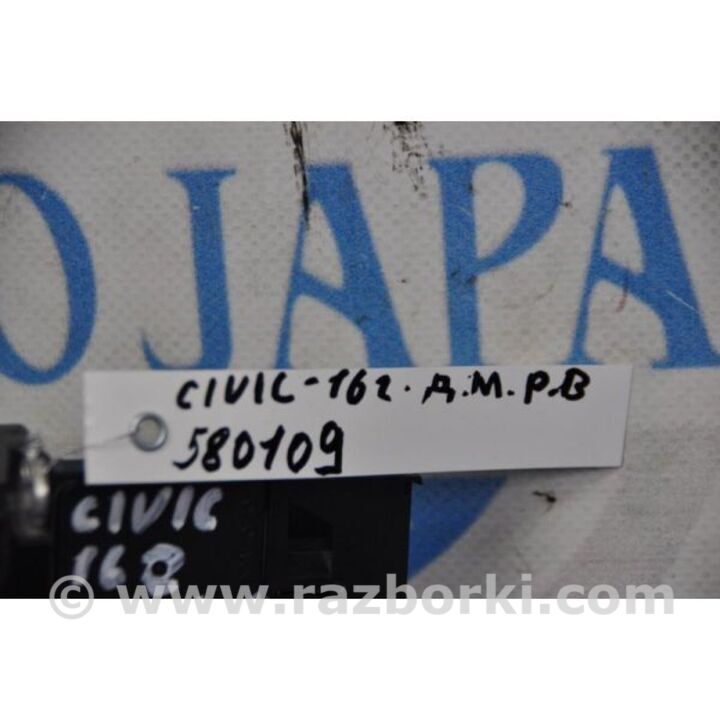 OJAPA
CIVIC-16г. Д.М.Р.В
580109
CIVIC
16г
© www.razborki.com